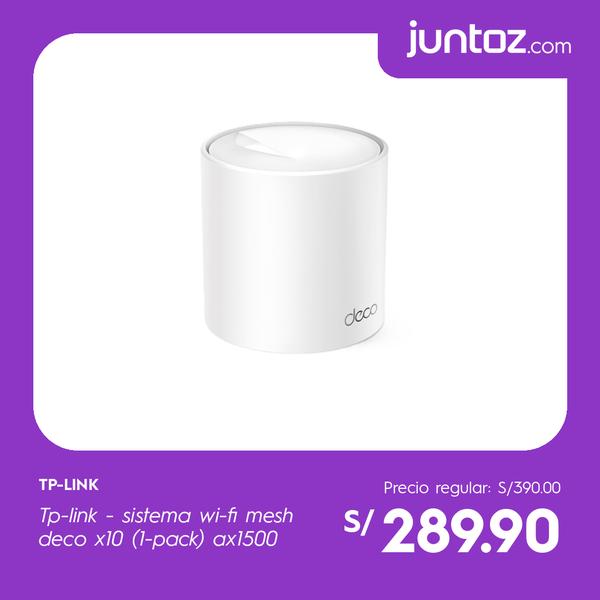 juntoz.com
deco
TP-LINK
Tp-link - sistema wi-fi mesh
deco x10 (1-pack) ax1500
Precio regular: S/390.00
S/289.90